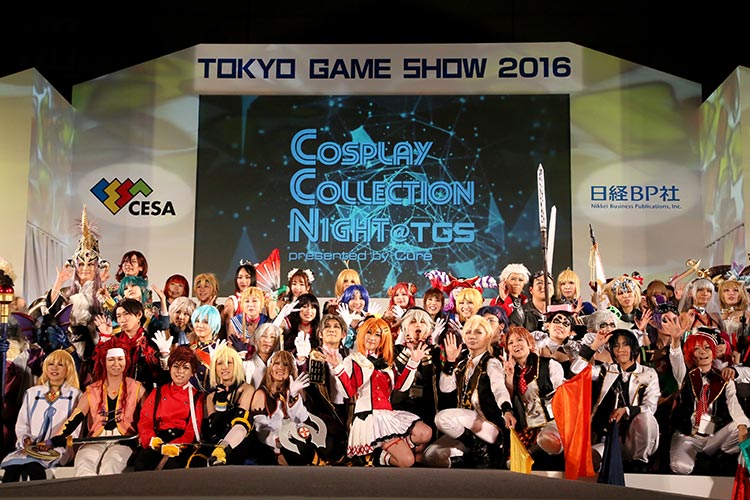 TOKYO GAME SHOW 2016
COSPLAY
COLLECTION
NIGHT@TGS
presented by Cure
CESA
日経BP社
Nikkei Business Publications, Inc.